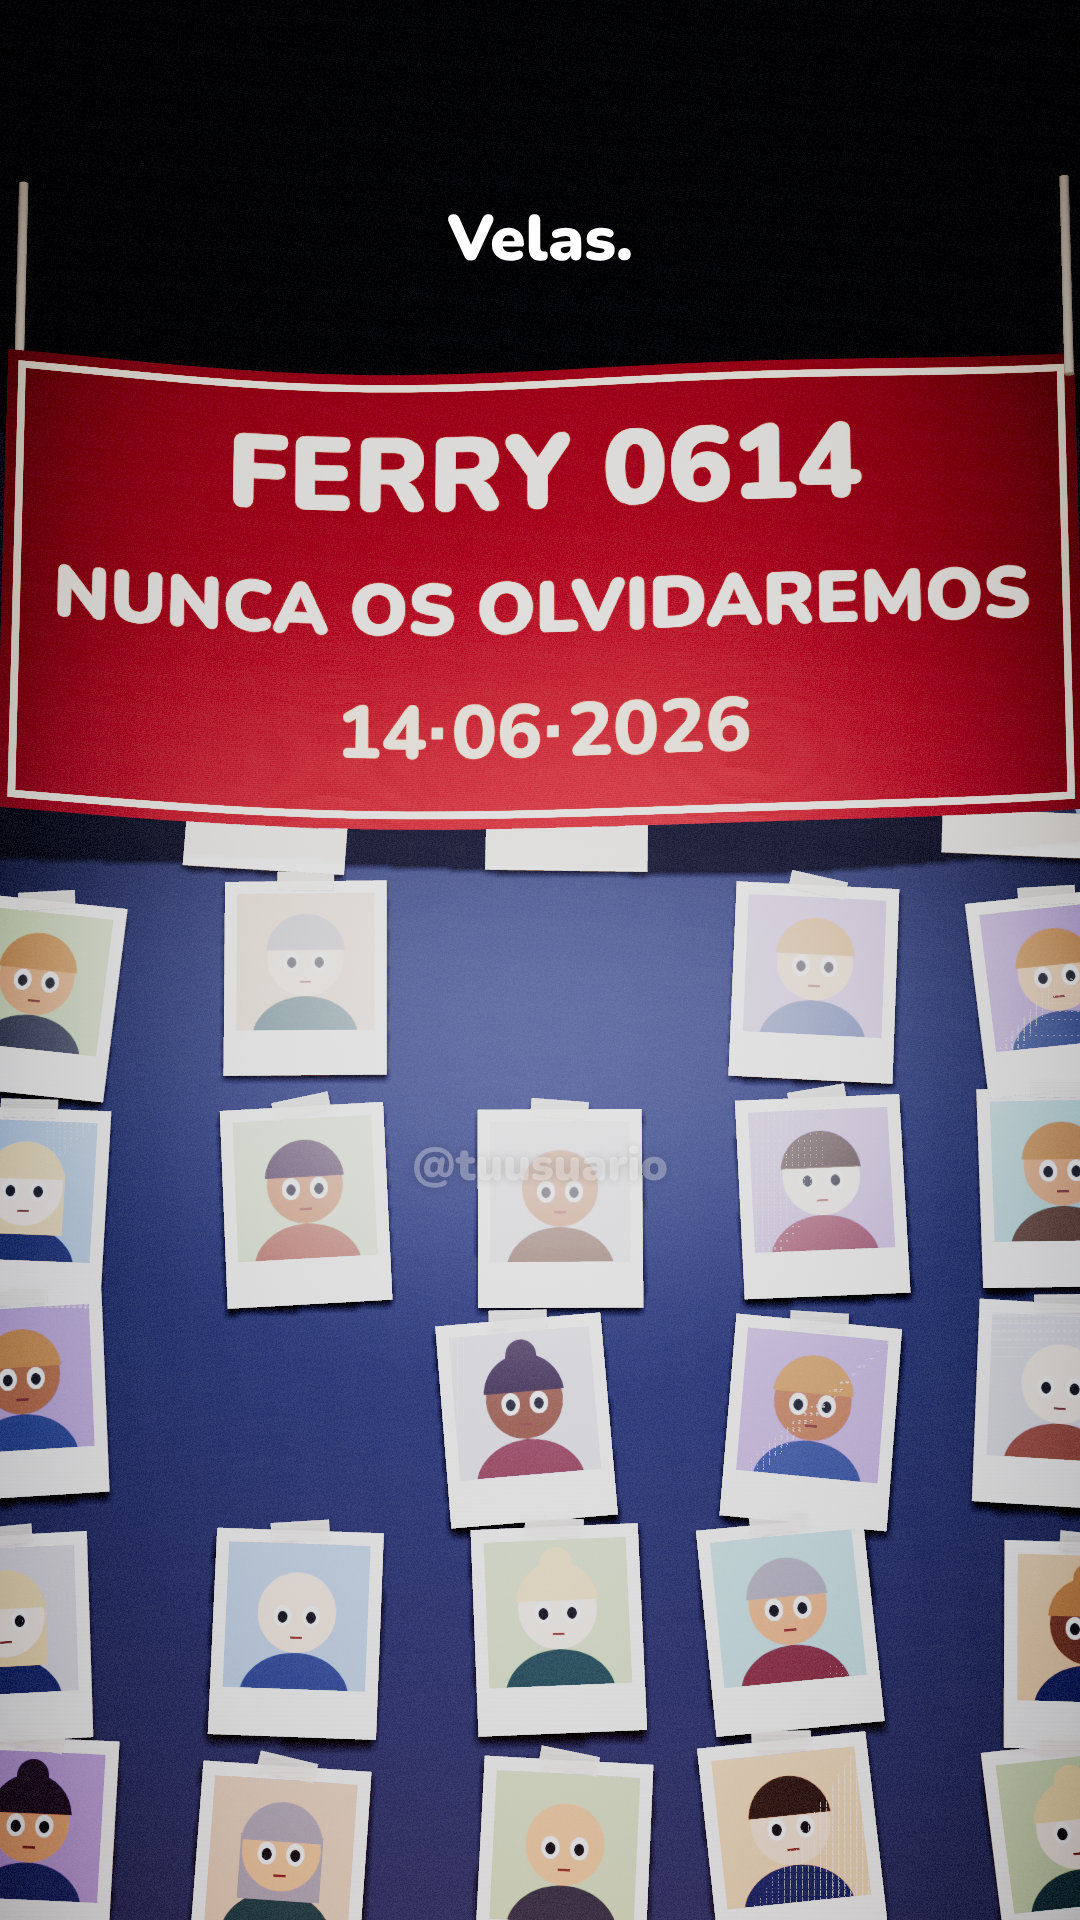 Velas.
FERRY 0614
NUNCA OS OLVIDAREMOS
14·06·2026
@tuusuario